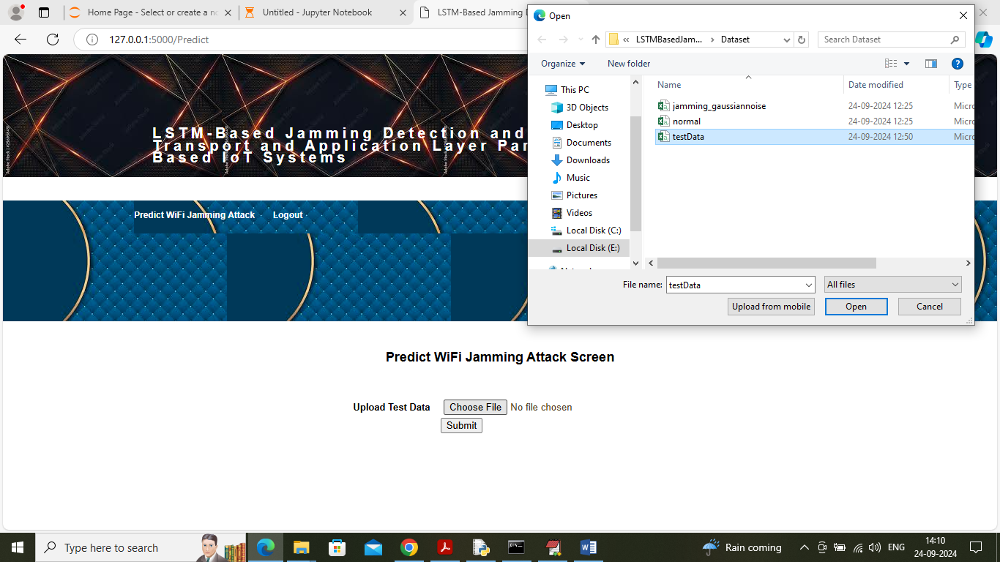 Home Page - Select or create a no
Untitled - Jupyter Notebook
LSTM-Based Jamming D
127.0.0.1:5000/Predict
LSTM-Based Jamming Detection and
Transport and Application Layer Par
Based IoT Systems
Predict WiFi Jamming Attack
Logout
Open
LSTMBasedJam...
Dataset
Search Dataset
Organize
New folder
This PC
3D Objects
Desktop
Documents
Downloads
Music
Pictures
Videos
Local Disk (C:)
Local Disk (E:)
Name
Date modified
Type
jamming_gaussiannoise
24-09-2024 12:25
Micro
normal
24-09-2024 12:25
Micro
testData
24-09-2024 12:50
Micro
File name:
testData
All files
Upload from mobile
Open
Cancel
Predict WiFi Jamming Attack Screen
Upload Test Data
Choose File
No file chosen
Submit
Type here to search
Rain coming
ENG
14:10
24-09-2024